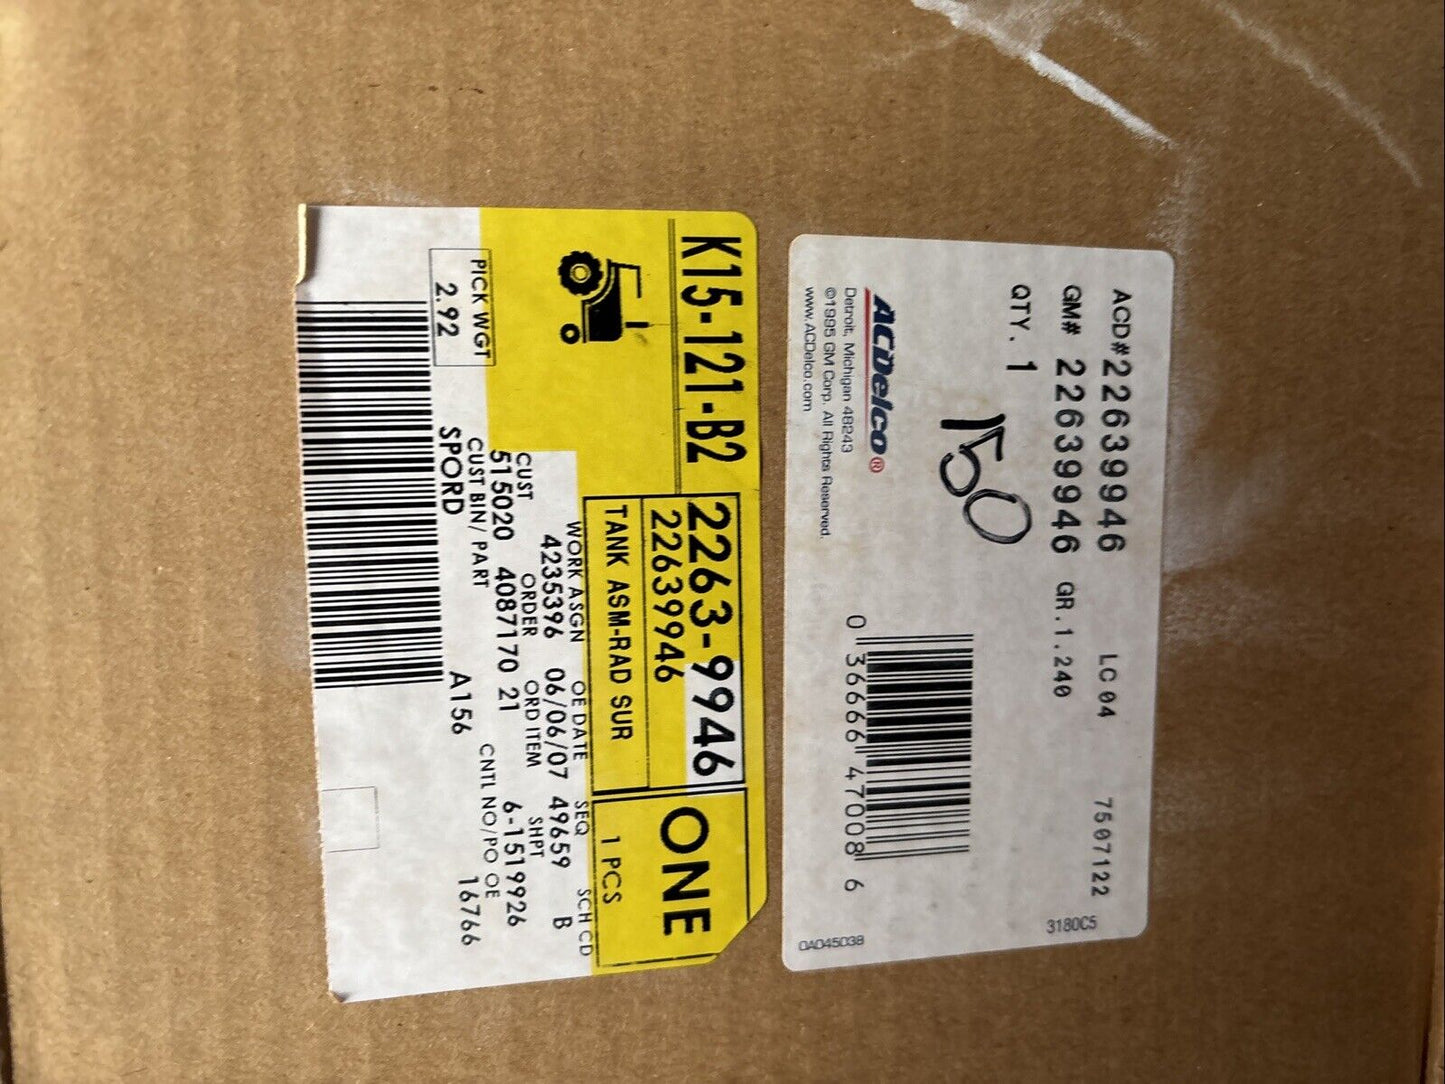 ACD#22639946 LC 04 7507122
GM# 22639946 GR.1.240
3180C5
QTY. 1
150
ACDelco®
Detroit, Michigan 48243
©1995 GM Corp. All Rights Reserved.
www.ACDelco.com
0 36666 47008 6
0A045038
K15-121-B2
2263-9946
22639946
ONE
TANK ASM-RAD SUR
1 PCS
WORK ASGN OE DATE SEQ SCH CD
4235396 06/06/07 49659 B
CUST ORDER ORD ITEM SHPT
515020 4087170 21 6-1519926
CUST BIN/ PART CNTL NO/PO OE
SPORD A156 16766
PICK WGT
2.92